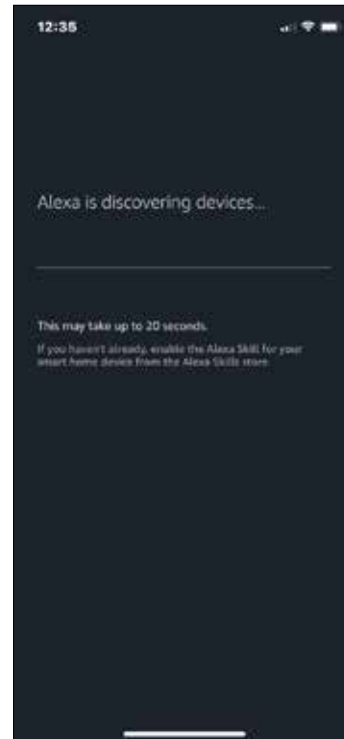 12:35
Alexa is discovering devices...
This may take up to 20 seconds.
If you haven't already, enable the Alexa Skill for your
smart home device from the Alexa Skills store.